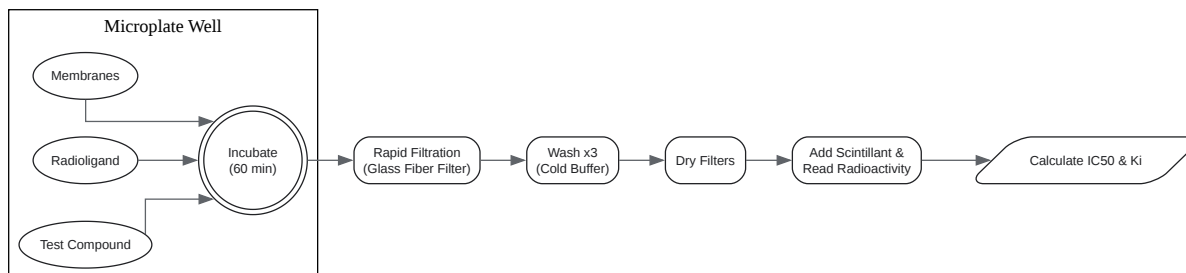 Microplate Well
Membranes
Radioligand
Test Compound
Incubate
(60 min)
Rapid Filtration
(Glass Fiber Filter)
Wash x3
(Cold Buffer)
Dry Filters
Add Scintillant &
Read Radioactivity
Calculate IC50 & Ki